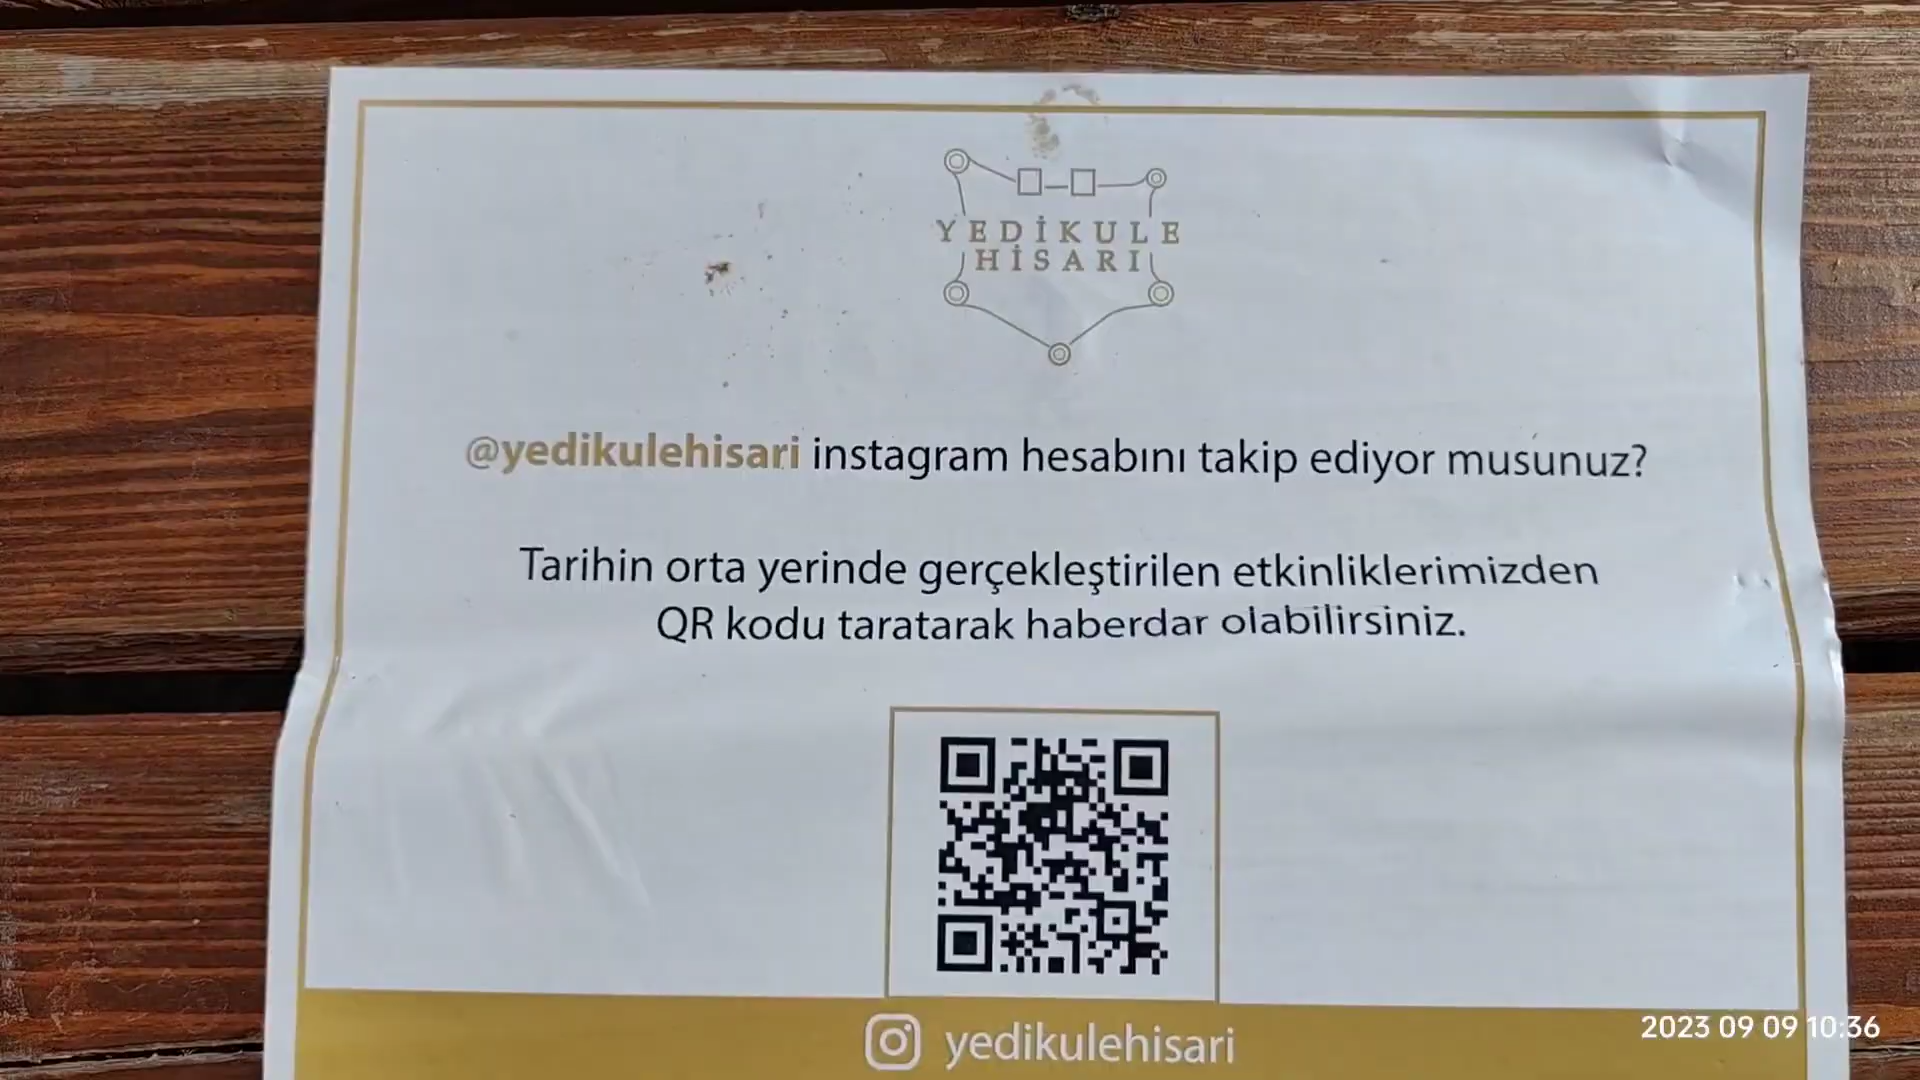 YEDİKULE
HİSARI
@yedikulehisari instagram hesabını takip ediyor musunuz?
Tarihin orta yerinde gerçekleştirilen etkinliklerimizden
QR kodu taratarak haberdar olabilirsiniz.
yedikulehisari
2023 09 09 10:36